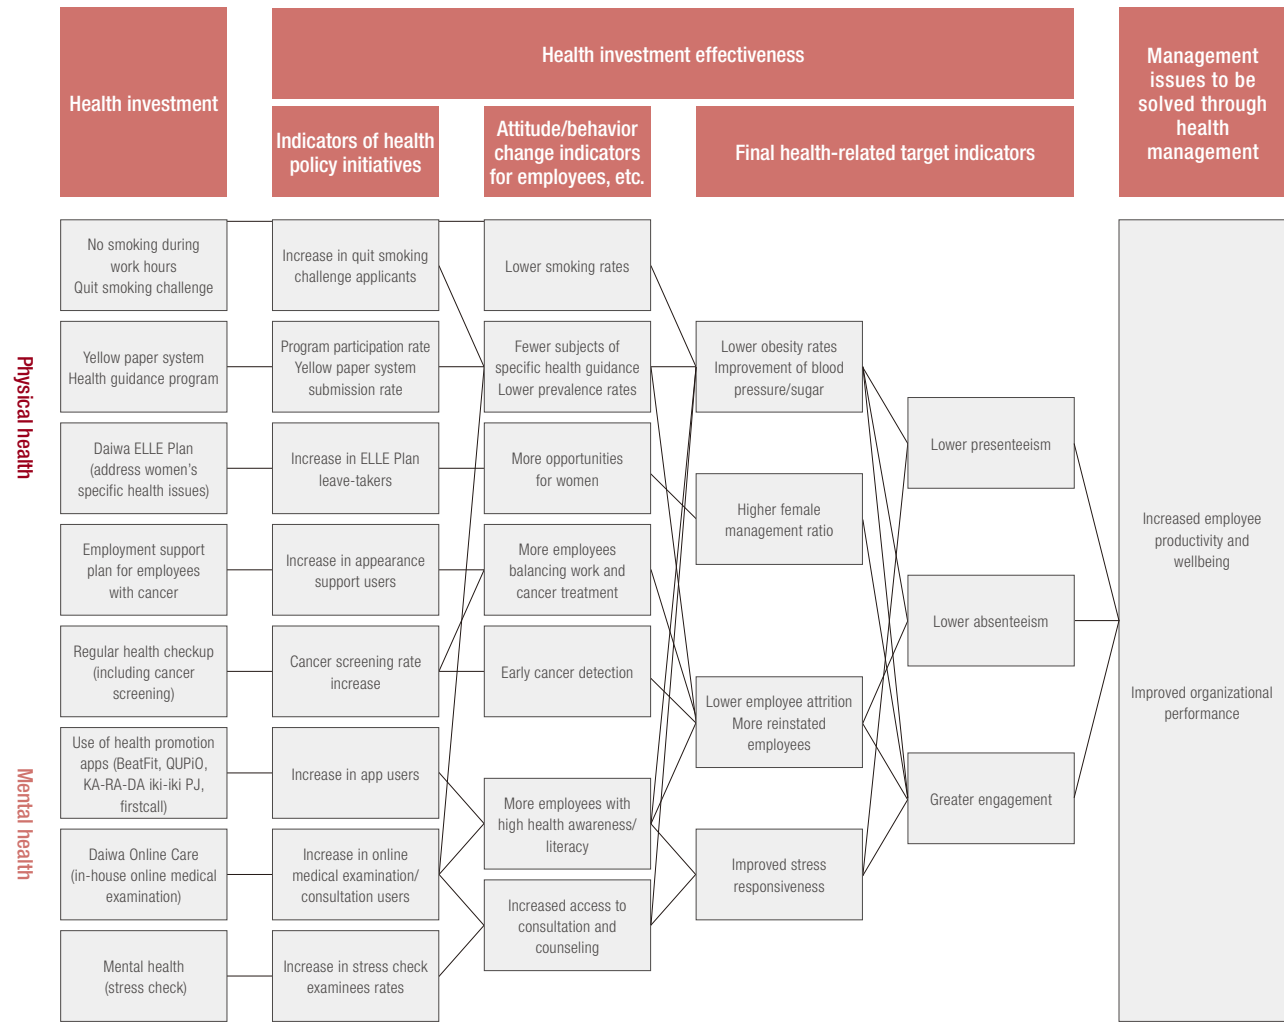 Health investment
Health investment effectiveness
Indicators of health
policy initiatives
Attitude/behavior
change indicators
for employees, etc.
Final health-related target indicators
Management
issues to be
solved through
health
management
Physical health
Mental health
No smoking during
work hours
Quit smoking challenge
Yellow paper system
Health guidance program
Daiwa ELLE Plan
(address women's
specific health issues)
Employment support
plan for employees
with cancer
Regular health checkup
(including cancer
screening)
Use of health promotion
apps (BeatFit, QUPiO,
KA-RA-DA iki-iki PJ,
firstcall)
Daiwa Online Care
(in-house online medical
examination)
Mental health
(stress check)
Increase in quit smoking
challenge applicants
Program participation rate
Yellow paper system
submission rate
Increase in ELLE Plan
leave-takers
Increase in appearance
support users
Cancer screening rate
increase
Increase in app users
Increase in online
medical examination/
consultation users
Increase in stress check
examinees rates
Lower smoking rates
Fewer subjects of
specific health guidance
Lower prevalence rates
More opportunities
for women
More employees
balancing work and
cancer treatment
Early cancer detection
More employees with
high health awareness/
literacy
Increased access to
consultation and
counseling
Lower obesity rates
Improvement of blood
pressure/sugar
Higher female
management ratio
Lower employee attrition
More reinstated
employees
Improved stress
responsiveness
Lower presenteeism
Lower absenteeism
Greater engagement
Increased employee
productivity and
wellbeing
Improved organizational
performance